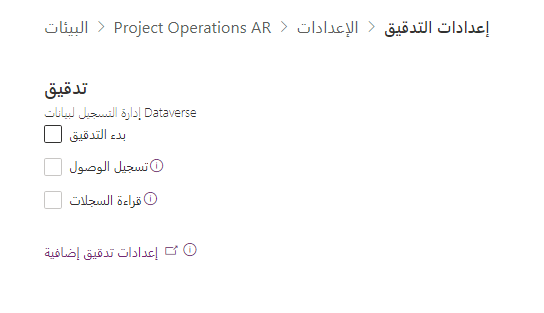 البيئات > Project Operations AR > الإعدادات > إعدادات التدقيق
تدقيق
إدارة التسجيل لبيانات Dataverse
بدء التدقيق
تسجيل الوصول
قراءة السجلات
إعدادات تدقيق إضافية